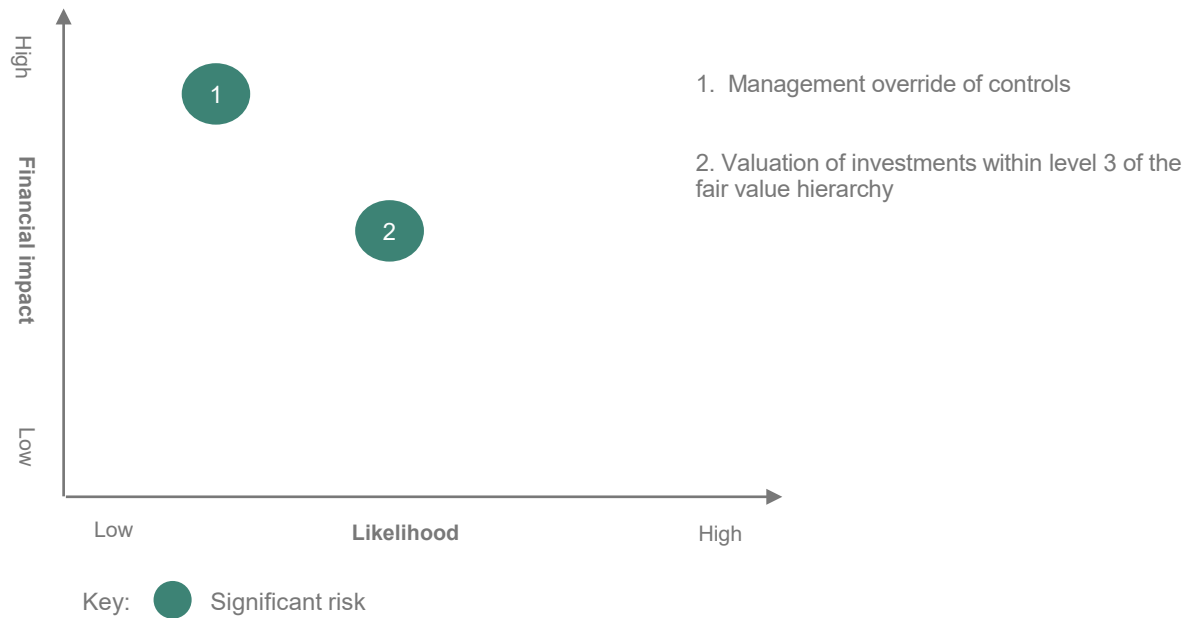 High
Financial impact
Low
1
2
1. Management override of controls
2. Valuation of investments within level 3 of the
fair value hierarchy
Low
Likelihood
High
Key:
Significant risk